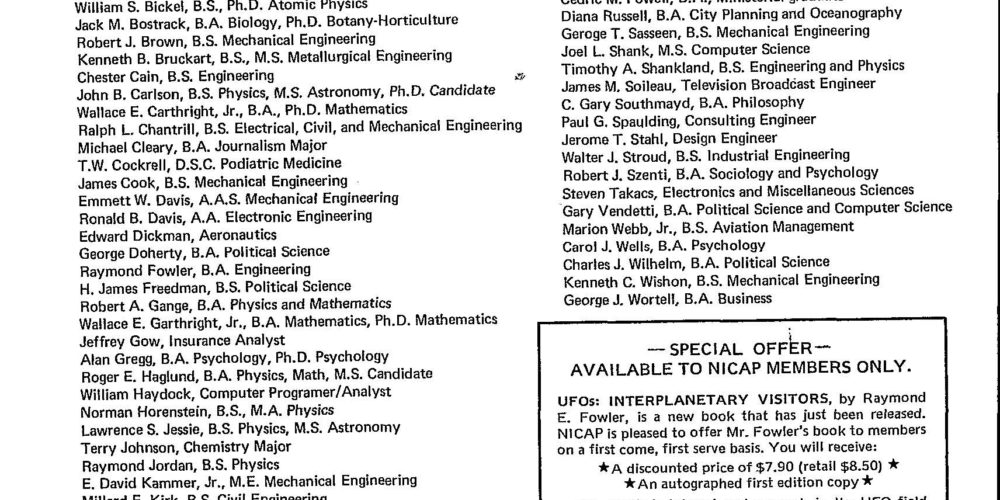 William S. Bickel, B.S., Ph.D. Atomic Physics
Jack M. Bostrack, B.A. Biology, Ph.D. Botany-Horticulture
Robert J. Brown, B.S. Mechanical Engineering
Kenneth B. Bruckart, B.S., M.S. Metallurgical Engineering
Chester Cain, B.S. Engineering
John B. Carlson, B.S. Physics, M.S. Astronomy, Ph.D. Candidate
Wallace E. Carthright, Jr., B.A., Ph.D. Mathematics
Ralph L. Chantrill, B.S. Electrical, Civil, and Mechanical Engineering
Michael Cleary, B.A. Journalism Major
T.W. Cockrell, D.S.C. Podiatric Medicine
James Cook, B.S. Mechanical Engineering
Emmett W. Davis, A.A.S. Mechanical Engineering
Ronald B. Davis, A.A. Electronic Engineering
Edward Dickman, Aeronautics
George Doherty, B.A. Political Science
Raymond Fowler, B.A. Engineering
H. James Freedman, B.S. Political Science
Robert A. Gange, B.A. Physics and Mathematics
Wallace E. Garthright, Jr., B.A. Mathematics, Ph.D. Mathematics
Jeffrey Gow, Insurance Analyst
Alan Gregg, B.A. Psychology, Ph.D. Psychology
Roger E. Haglund, B.A. Physics, Math, M.S. Candidate
William Haydock, Computer Programer/Analyst
Norman Horenstein, B.S., M.A. Physics
Lawrence S. Jessie, B.S. Physics, M.S. Astronomy
Terry Johnson, Chemistry Major
Raymond Jordan, B.S. Physics
E. David Kammer, Jr., M.E. Mechanical Engineering
Millard E. Kirk, B.S. Civil Engineering
Cedric M. Powell,
Diana Russell, B.A. City Planning and Oceanography
Geroge T. Sasseen, B.S. Mechanical Engineering
Joel L. Shank, M.S. Computer Science
Timothy A. Shankland, B.S. Engineering and Physics
James M. Soileau, Television Broadcast Engineer
C. Gary Southmayd, B.A. Philosophy
Paul G. Spaulding, Consulting Engineer
Jerome T. Stahl, Design Engineer
Walter J. Stroud, B.S. Industrial Engineering
Robert J. Szenti, B.A. Sociology and Psychology
Steven Takacs, Electronics and Miscellaneous Sciences
Gary Vendetti, B.A. Political Science and Computer Science
Marion Webb, Jr., B.S. Aviation Management
Carol J. Wells, B.A. Psychology
Charles J. Wilhelm, B.A. Political Science
Kenneth C. Wishon, B.S. Mechanical Engineering
George J. Wortell, B.A. Business
— SPECIAL OFFER —
AVAILABLE TO NICAP MEMBERS ONLY.
UFOs: INTERPLANETARY VISITORS, by Raymond
E. Fowler, is a new book that has just been released.
NICAP is pleased to offer Mr. Fowler's book to members
on a first come, first serve basis. You will receive:
★A discounted price of $7.90 (retail $8.50) ★
★An autographed first edition copy★